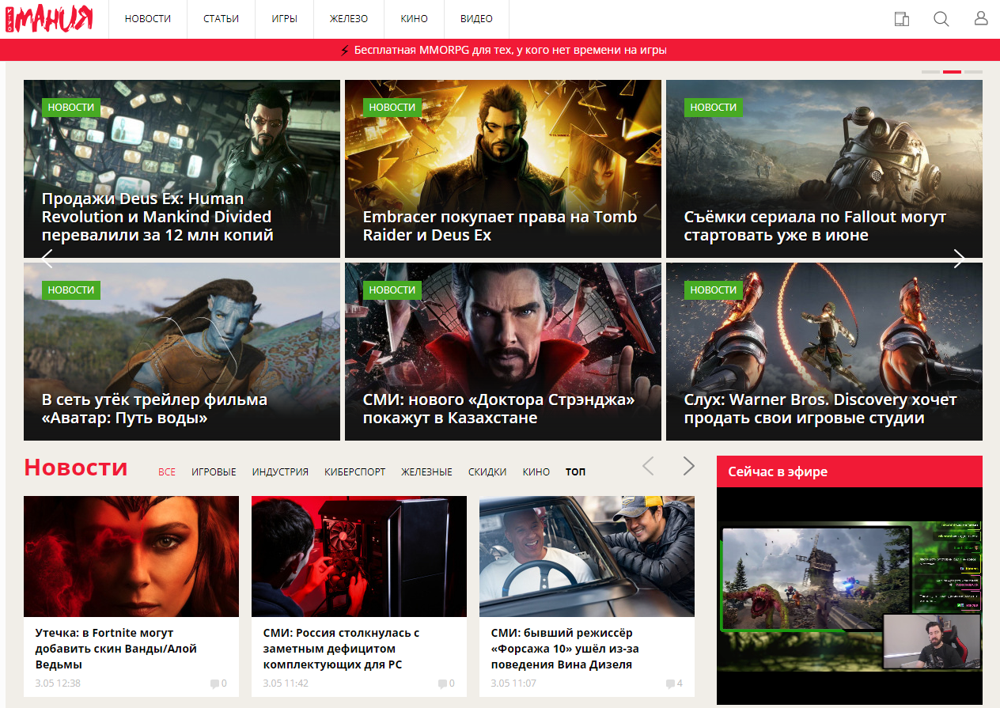 ИГРО
МАНИЯ
НОВОСТИ
СТАТЬИ
ИГРЫ
ЖЕЛЕЗО
КИНО
ВИДЕО
⚡ Бесплатная MMORPG для тех, у кого нет времени на игры
НОВОСТИ
Продажи Deus Ex: Human
Revolution и Mankind Divided
перевалили за 12 млн копий
НОВОСТИ
Embracer покупает права на Tomb
Raider и Deus Ex
НОВОСТИ
Съёмки сериала по Fallout могут
стартовать уже в июне
НОВОСТИ
В сеть утёк трейлер фильма
«Аватар: Путь воды»
НОВОСТИ
СМИ: нового «Доктора Стрэнджа»
покажут в Казахстане
НОВОСТИ
Слух: Warner Bros. Discovery хочет
продать свои игровые студии
Новости
ВСЕ
ИГРОВЫЕ
ИНДУСТРИЯ
КИБЕРСПОРТ
ЖЕЛЕЗНЫЕ
СКИДКИ
КИНО
ТОП
Утечка: в Fortnite могут
добавить скин Ванды/Алой
Ведьмы
3.05 12:38
0
СМИ: Россия столкнулась с
заметным дефицитом
комплектующих для PC
3.05 11:42
0
СМИ: бывший режиссёр
«Форсажа 10» ушёл из-за
поведения Вина Дизеля
3.05 11:07
4
Сейчас в эфире